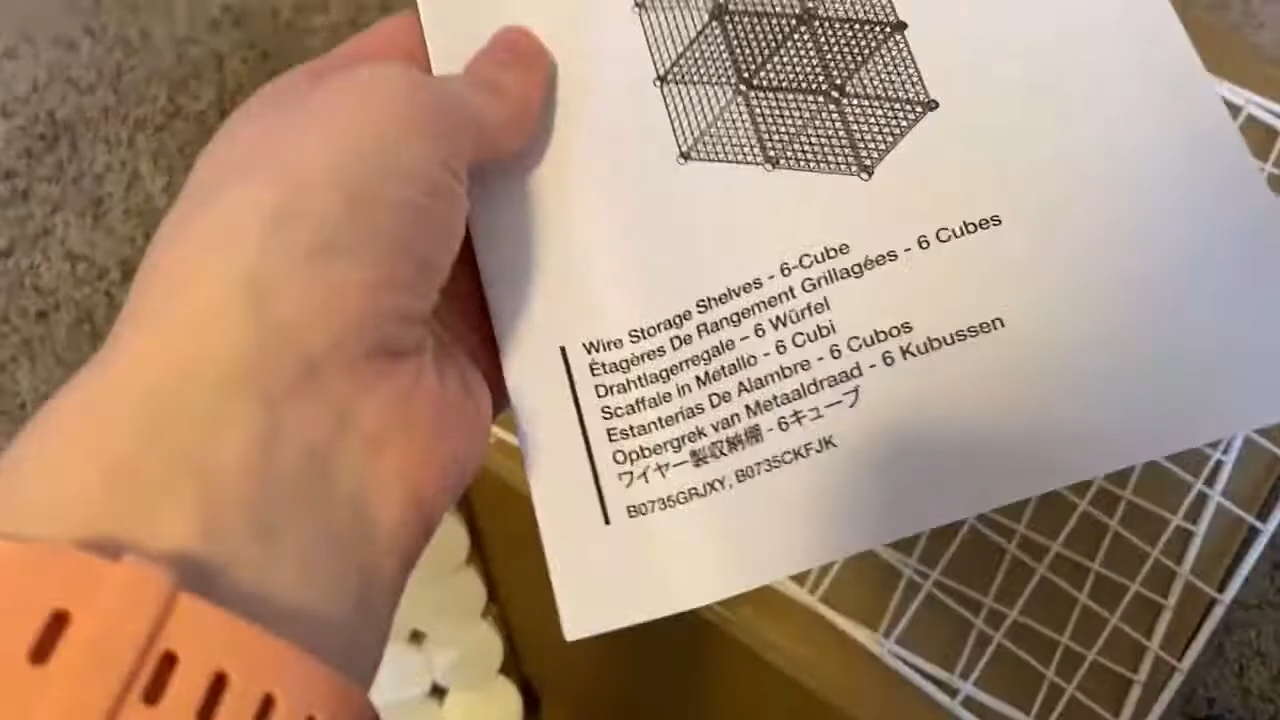 Wire Storage Shelves - 6-Cube
Étagères De Rangement Grillagées - 6 Cubes
Drahtlagerregale – 6 Würfel
Scaffale in Metallo - 6 Cubi
Estanterías De Alambre - 6 Cubos
Opbergrek van Metaaldraad - 6 Kubussen
ワイヤー製収納棚 - 6キューブ
B0735GRJXY, B0735CKFJK